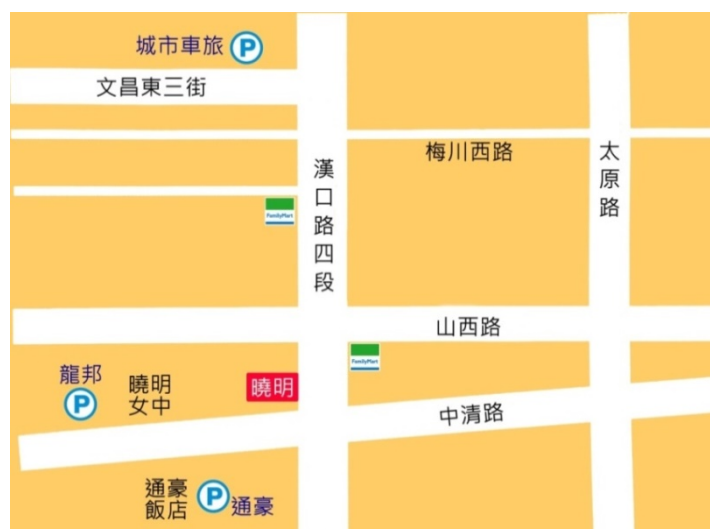 城市車旅 P
文昌東三街
梅川西路
太原路
漢口路四段
FamilyMart
山西路
FamilyMart
龍邦
P
曉明
女中
曉明
中清路
通豪
飯店
P 通豪